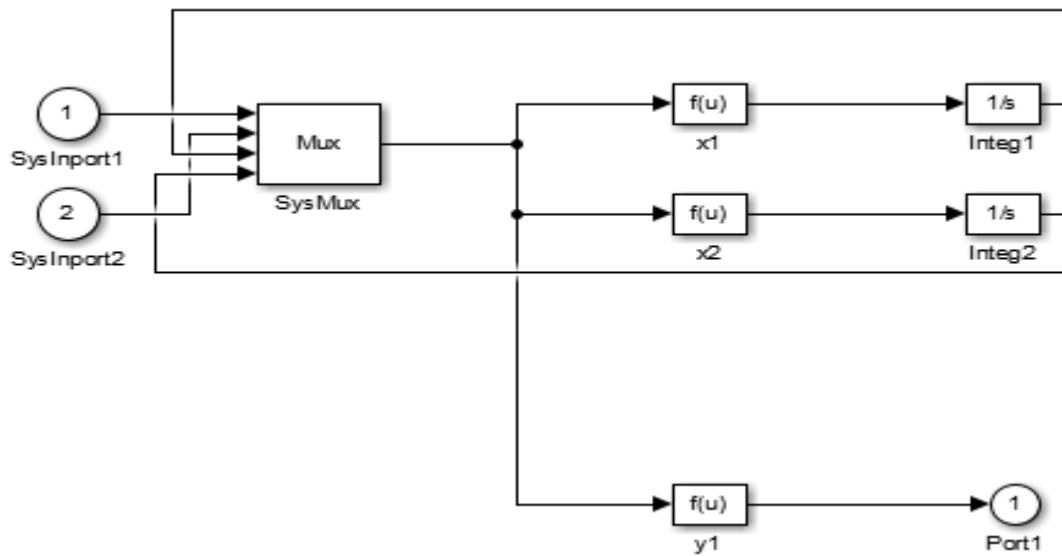 1
SysInport1
2
SysInport2
Mux
SysMux
f(u)
x1
1/s
Integ1
f(u)
x2
1/s
Integ2
f(u)
y1
1
Port1